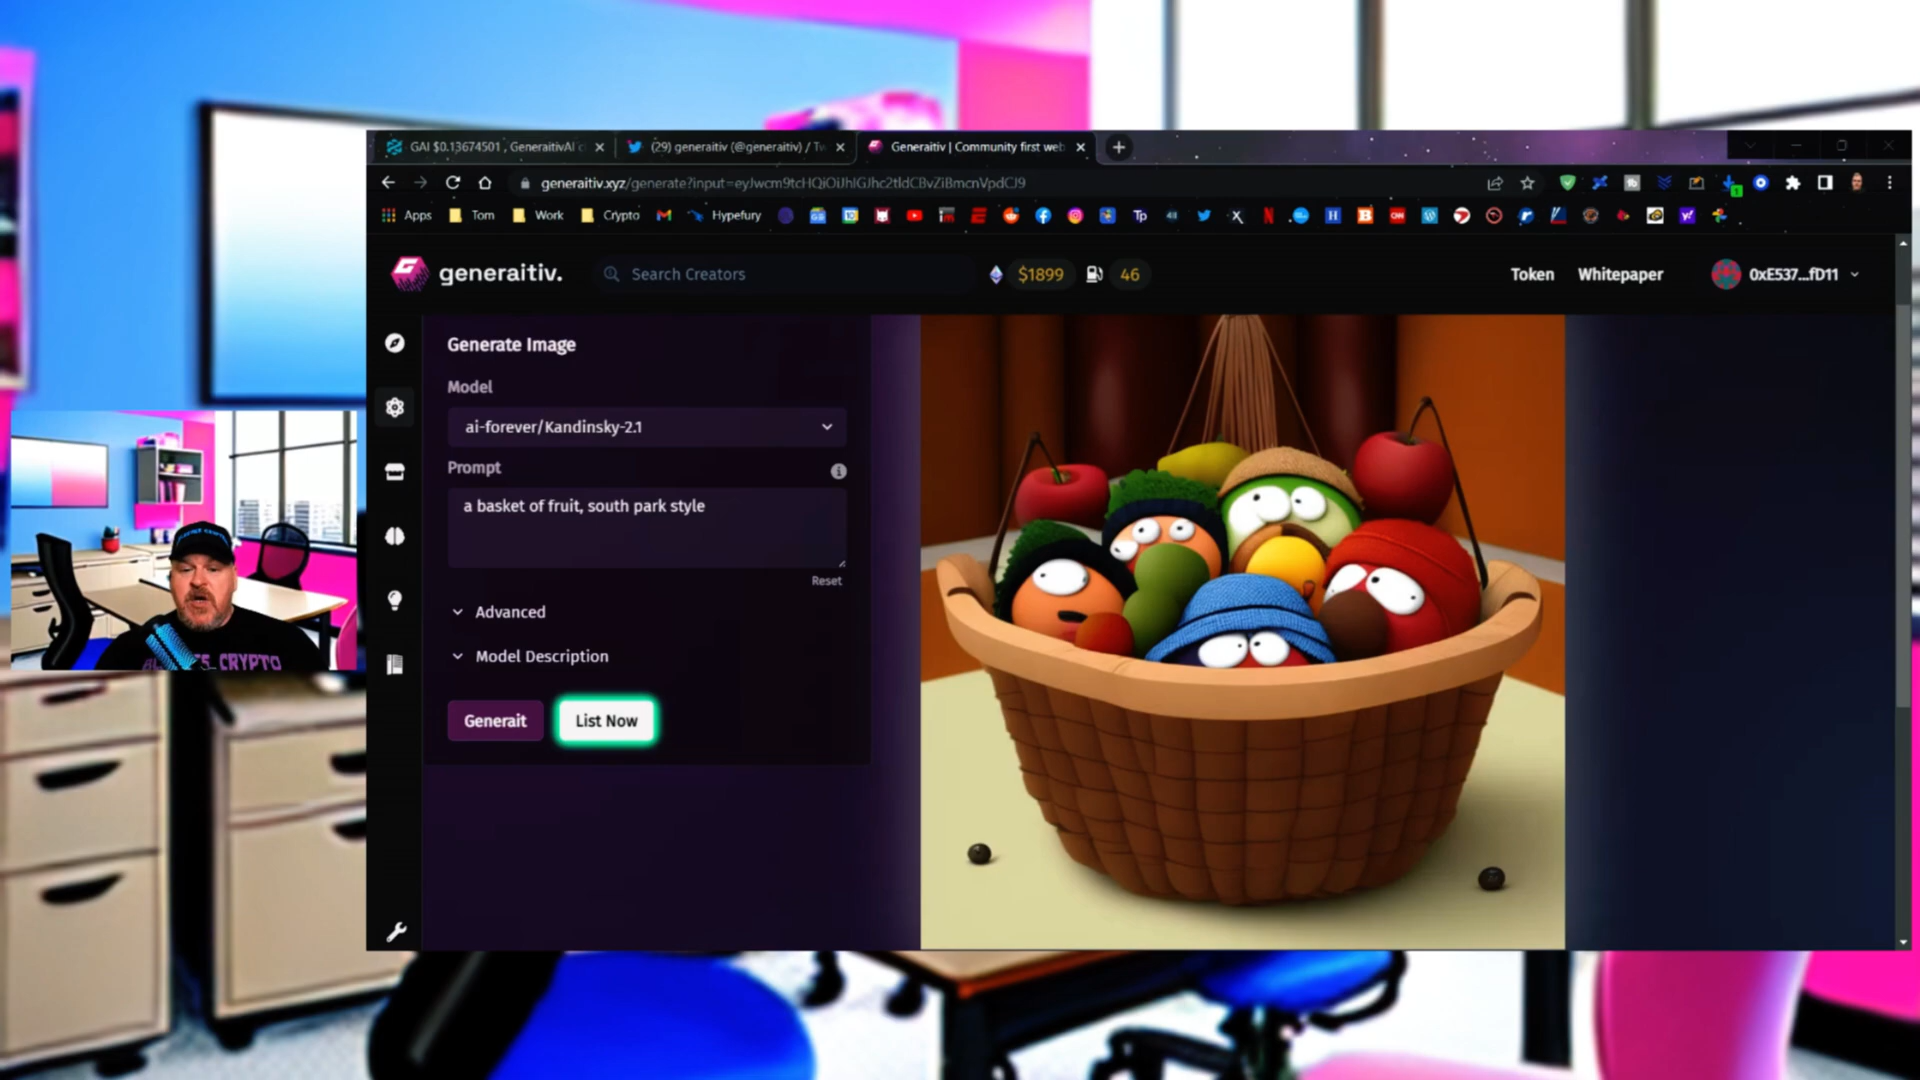 GAI $0.13674501 , GeneraitivAI
(29) generaitiv (@generaitiv) / Tw
Generaitiv | Community first web
generaitiv.xyz/generate?input=eyJwcm9tcHQiOiJhIGJhc2tldCBvZiBmcnVpdCJ9
Apps
Tom
Work
Crypto
Hypefury
Tp
generaitiv.
Search Creators
$1899
46
Token
Whitepaper
0xE537...fD11
Generate Image
Model
ai-forever/Kandinsky-2.1
Prompt
a basket of fruit, south park style
Reset
Advanced
Model Description
Generait
List Now
CRYPTO